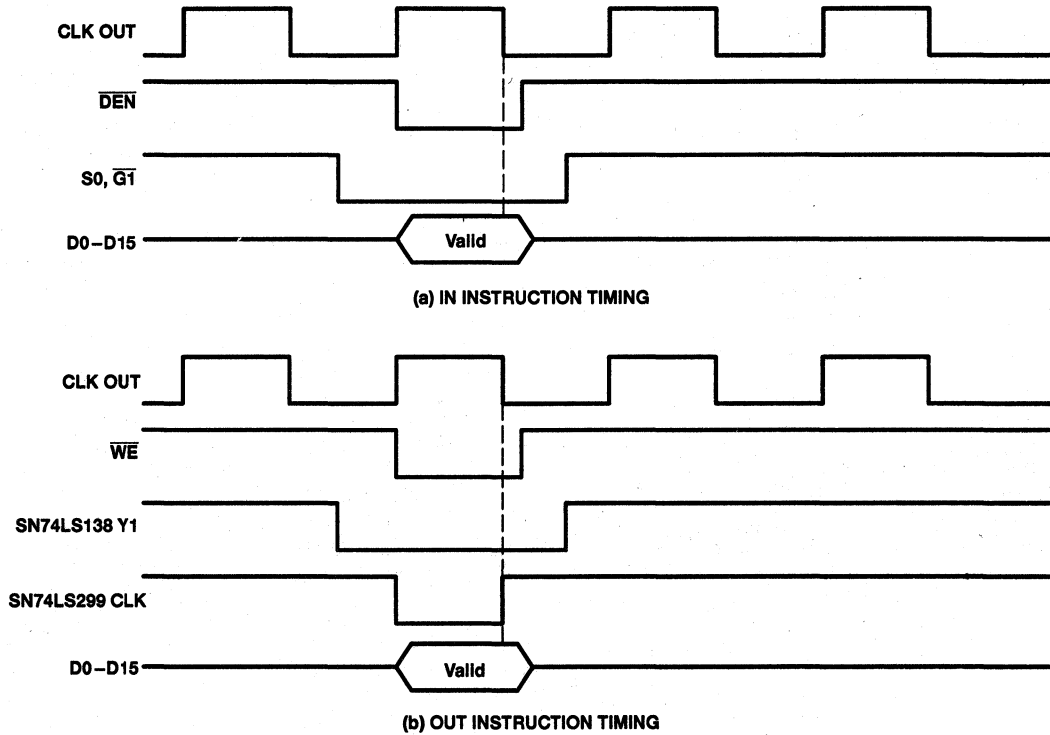 CLK OUT
DEN
S0, G1
D0–D15
Valid
(a) IN INSTRUCTION TIMING
CLK OUT
WE
SN74LS138 Y1
SN74LS299 CLK
D0–D15
Valid
(b) OUT INSTRUCTION TIMING